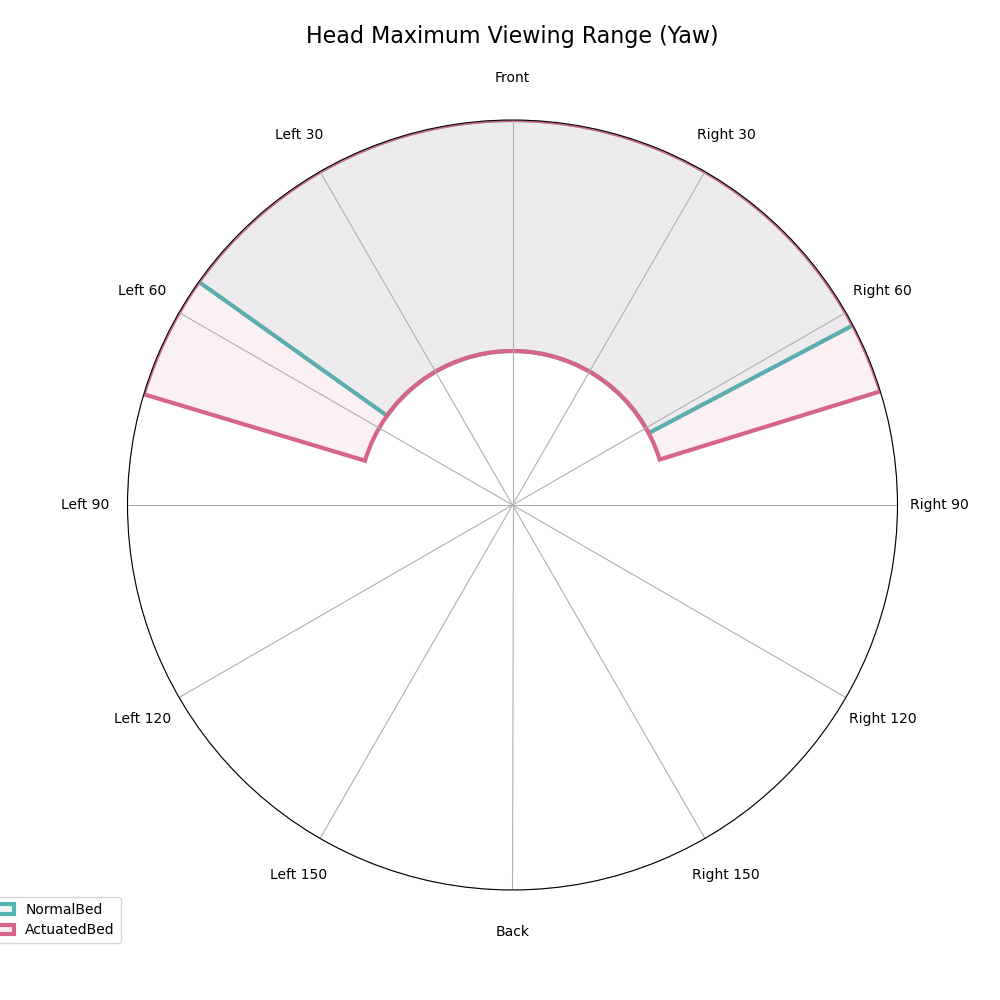 Head Maximum Viewing Range (Yaw)
Front
Left 30
Right 30
Left 60
Right 60
Left 90
Right 90
Left 120
Right 120
Left 150
Right 150
Back
NormalBed
ActuatedBed